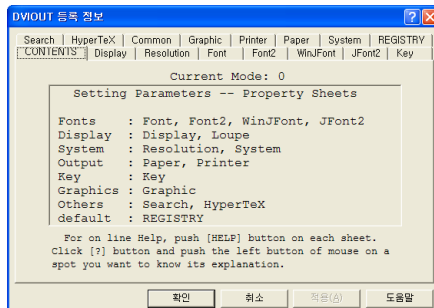 DVIOUT 등록 정보
Search HyperTeX Common Graphic Printer Paper System REGISTRY
CONTENTS Display Resolution Font Font2 WinJFont JFont2 Key
Current Mode: 0
Setting Parameters -- Property Sheets
Fonts : Font, Font2, WinJFont, JFont2
Display : Display, Loupe
System : Resolution, System
Output : Paper, Printer
Key : Key
Graphics : Graphic
Others : Search, HyperTeX
default : REGISTRY
For on line Help, push [HELP] button on each sheet.
Click [?] button and push the left button of mouse on a
spot you want to know its explanation.
확인 취소 적용(A) 도움말